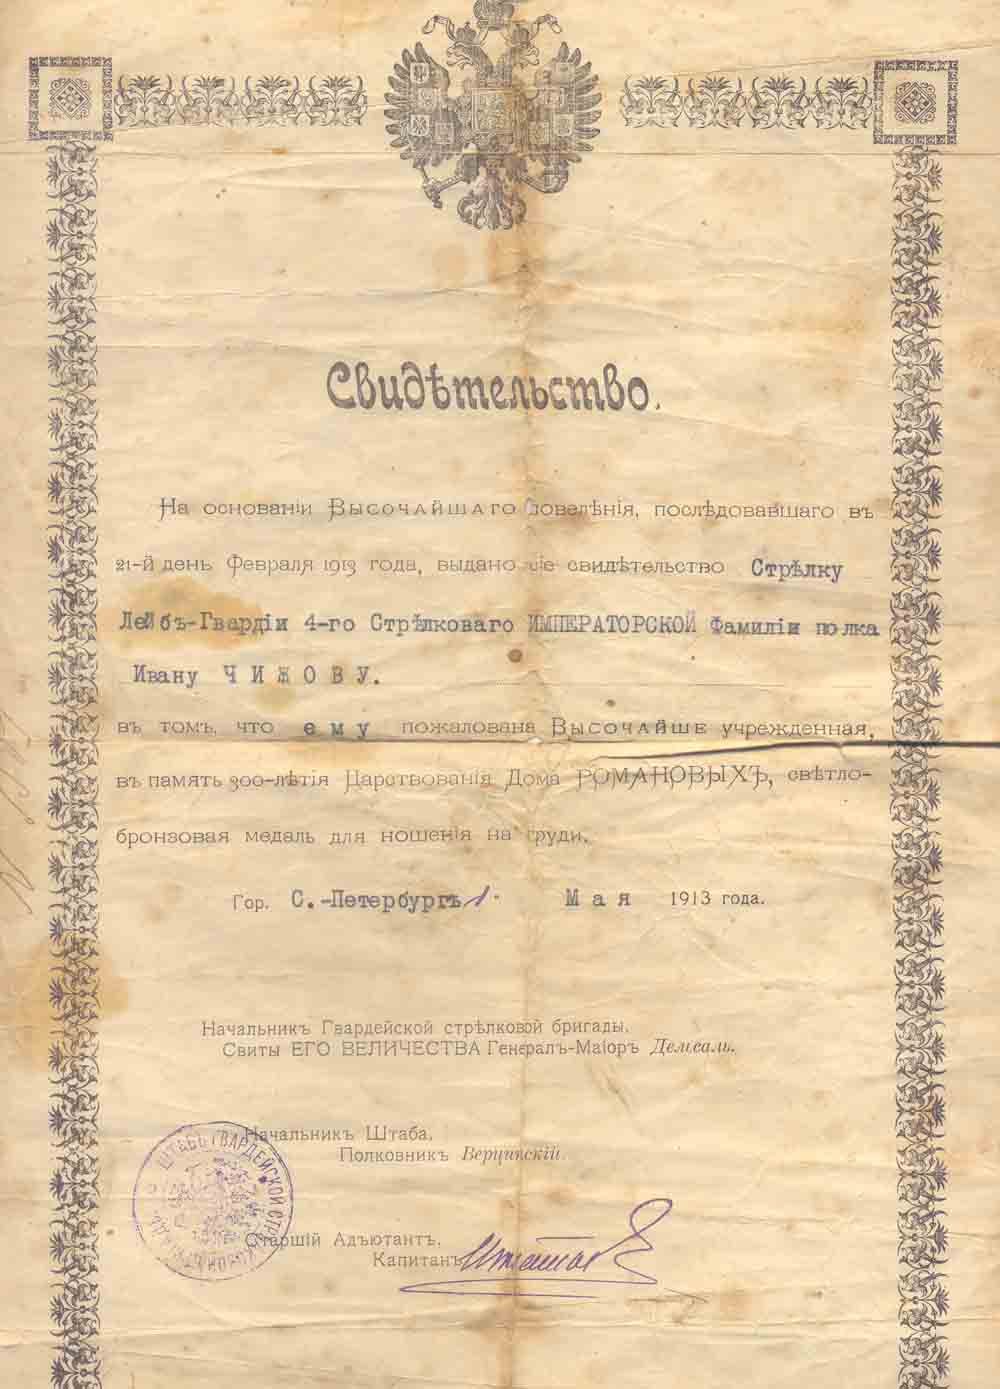 Свидѣтельство.
На основаніи ВЫСОЧАЙШАГО повелѣнія, послѣдовавшаго въ
21-й день Февраля 1913 года, выдано сіе свидѣтельство Стрѣлку
Лейбъ-Гвардіи 4-го Стрѣлковаго ИМПЕРАТОРСКОЙ Фамиліи полка
Ивану ЧИЖОВУ.
въ томъ, что ему пожалована ВЫСОЧАЙШЕ учрежденная,
въ память 300-лѣтія Царствованія Дома РОМАНОВЫХЪ, свѣтло-
бронзовая медаль для ношенія на груди.
Гор. С.-Петербургъ 1. Мая 1913 года.
Начальникъ Гвардейской стрѣлковой бригады,
Свиты ЕГО ВЕЛИЧЕСТВА Генералъ-Маіоръ Дельсаль.
Начальникъ Штаба,
Полковникъ Верцинскій.
ШТАБЪ ГВАРДЕЙСКОЙ
Старшій Адъютантъ,
Капитанъ